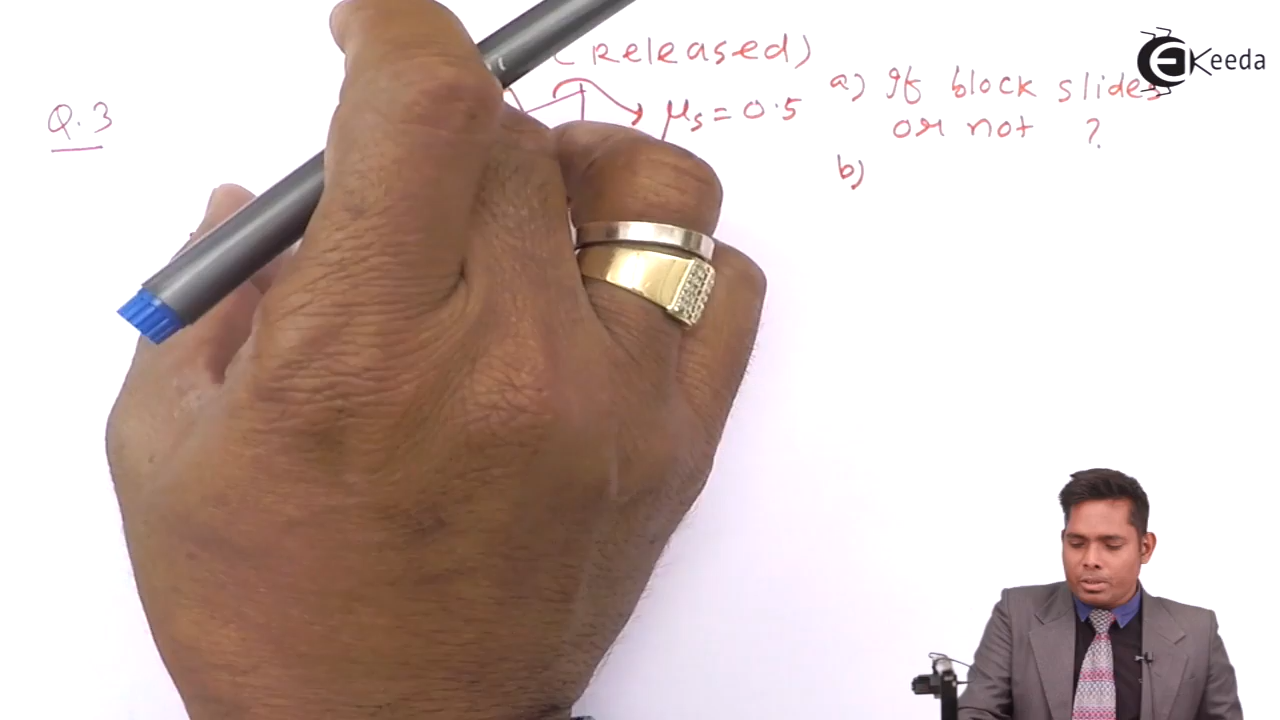 Q.3
(Released)
μs = 0.5
a) If block slides
or not ?
b)
Keeda